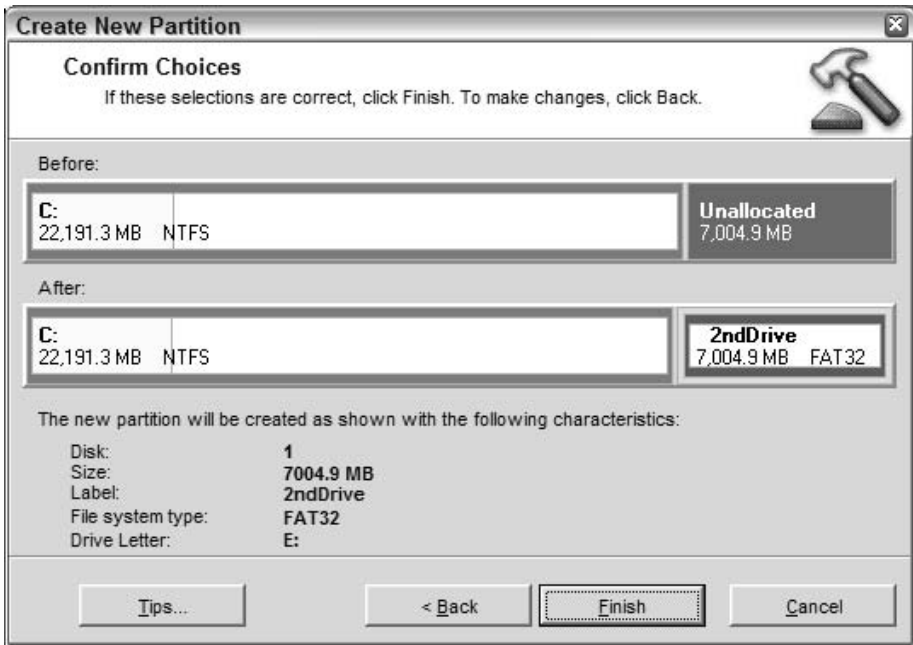 Create New Partition
Confirm Choices
If these selections are correct, click Finish. To make changes, click Back.
Before:
C:
22,191.3 MB NTFS
Unallocated
7,004.9 MB
After:
C:
22,191.3 MB NTFS
2ndDrive
7,004.9 MB FAT32
The new partition will be created as shown with the following characteristics:
Disk: 1
Size: 7004.9 MB
Label: 2ndDrive
File system type: FAT32
Drive Letter: E:
Tips... < Back Finish Cancel